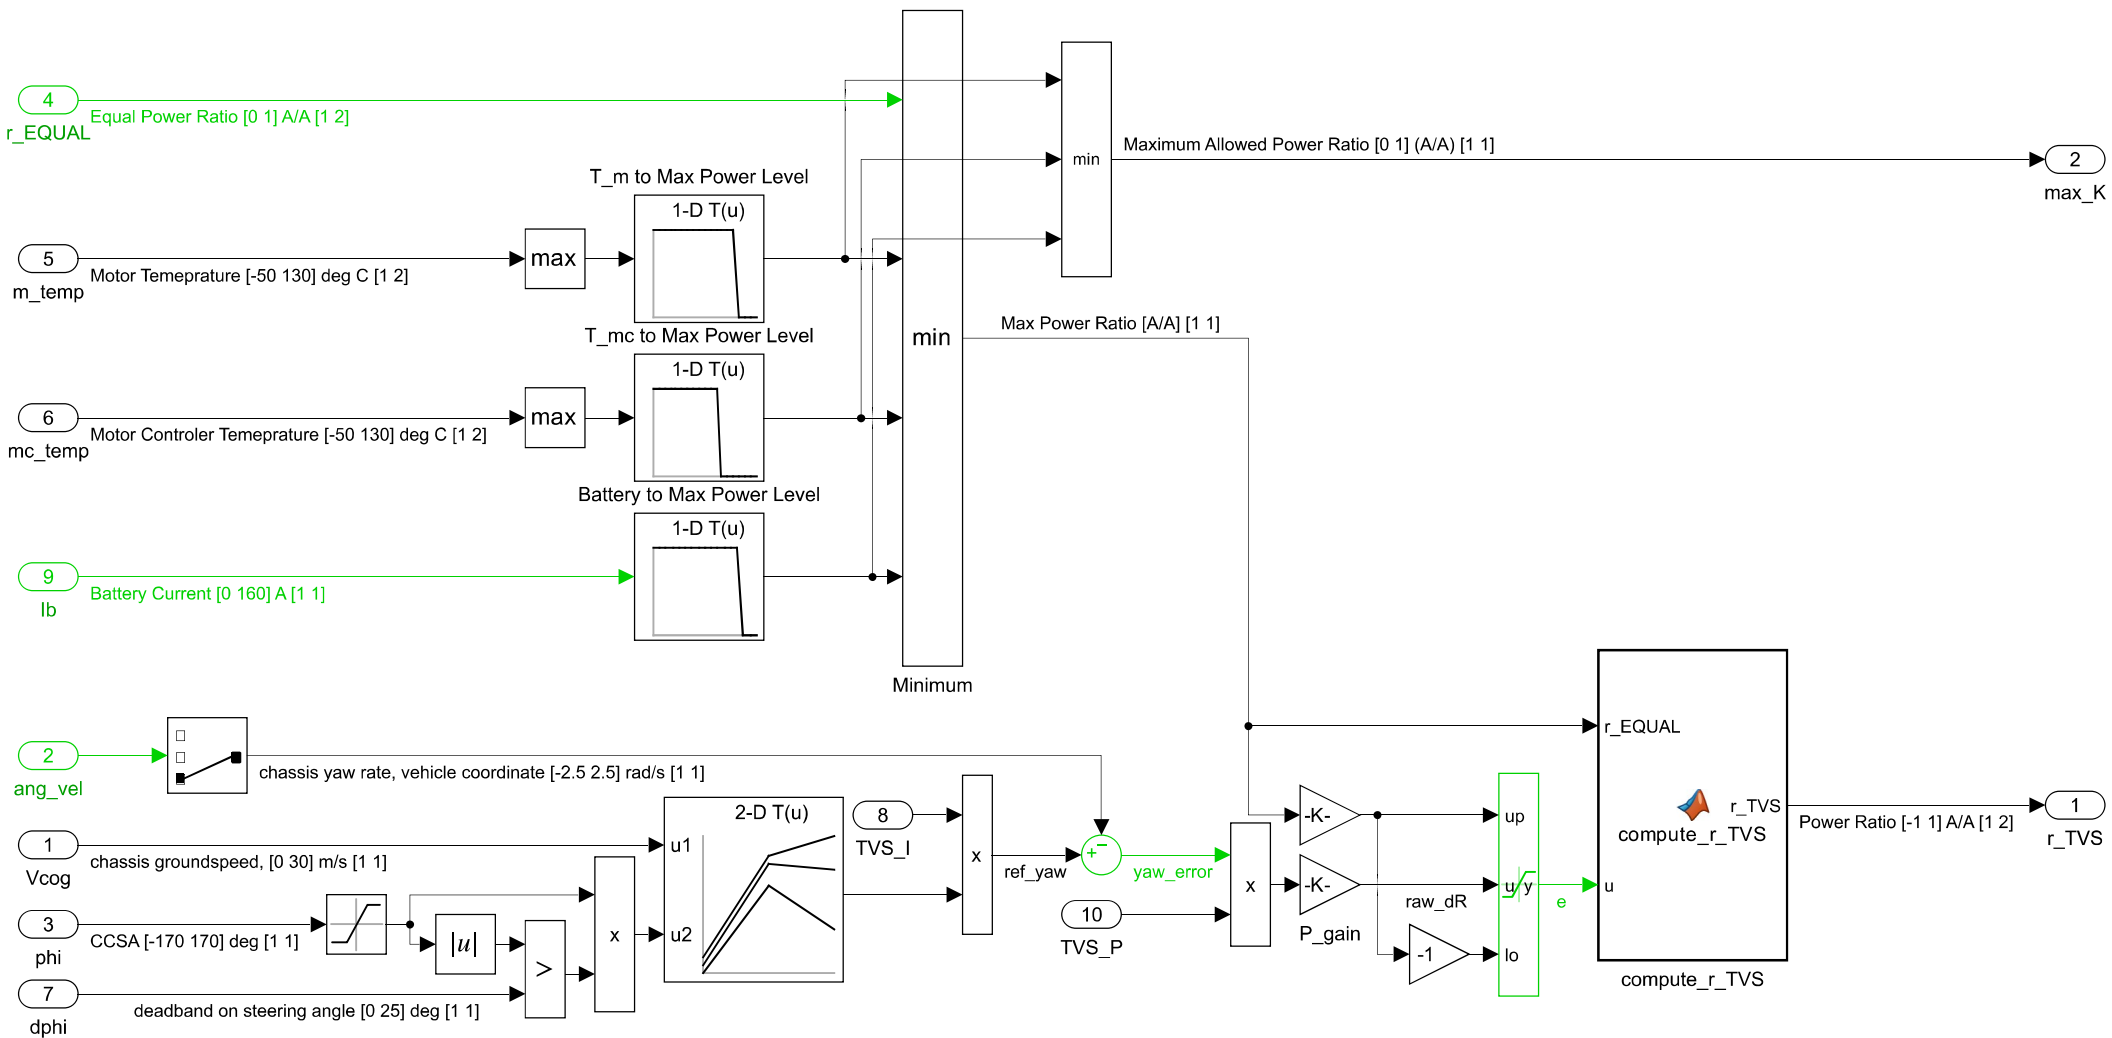 4
r_EQUAL
Equal Power Ratio [0 1] A/A [1 2]
min
Maximum Allowed Power Ratio [0 1] (A/A) [1 1]
2
max_K
T_m to Max Power Level
1-D T(u)
5
m_temp
Motor Temeprature [-50 130] deg C [1 2]
max
T_mc to Max Power Level
1-D T(u)
min
Max Power Ratio [A/A] [1 1]
6
mc_temp
Motor Controler Temeprature [-50 130] deg C [1 2]
max
Battery to Max Power Level
1-D T(u)
9
Ib
Battery Current [0 160] A [1 1]
Minimum
2
ang_vel
chassis yaw rate, vehicle coordinate [-2.5 2.5] rad/s [1 1]
1
Vcog
chassis groundspeed, [0 30] m/s [1 1]
3
phi
CCSA [-170 170] deg [1 1]
|u|
7
dphi
deadband on steering angle [0 25] deg [1 1]
>
x
2-D T(u)
u1
u2
8
TVS_I
x
ref_yaw
+
−
yaw_error
10
TVS_P
x
-K-
-K-
P_gain
raw_dR
-1
up
u
y
lo
e
r_EQUAL
u
r_TVS
compute_r_TVS
compute_r_TVS
Power Ratio [-1 1] A/A [1 2]
1
r_TVS